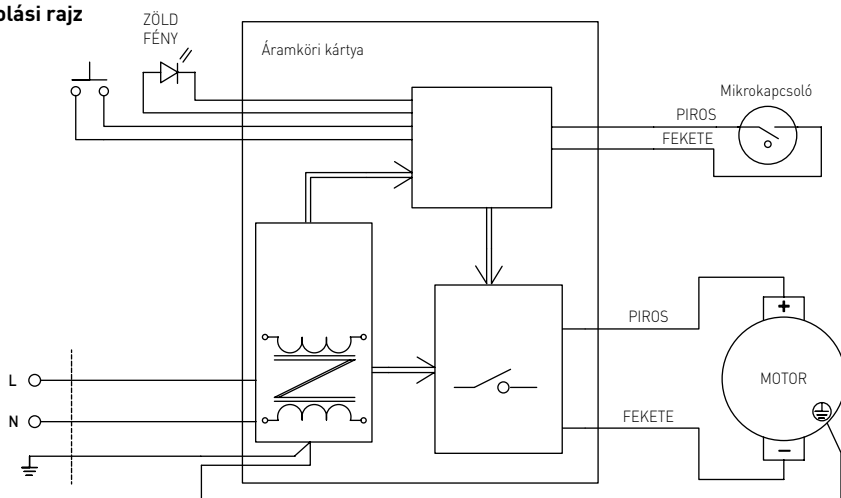 olási rajz
ZÖLD
FÉNY
Áramköri kártya
Mikrokapcsoló
PIROS
FEKETE
PIROS
+
MOTOR
L
N
FEKETE
−